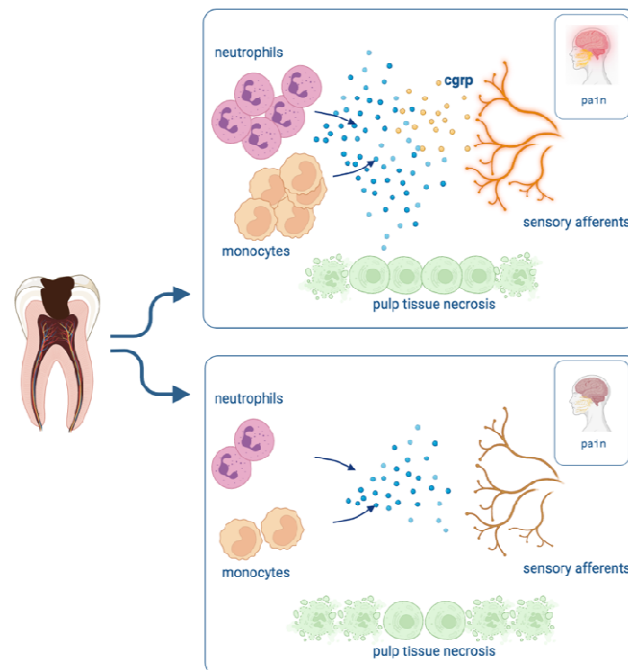 neutrophils
cgrp
pain
sensory afferents
monocytes
pulp tissue necrosis
neutrophils
pain
sensory afferents
monocytes
pulp tissue necrosis